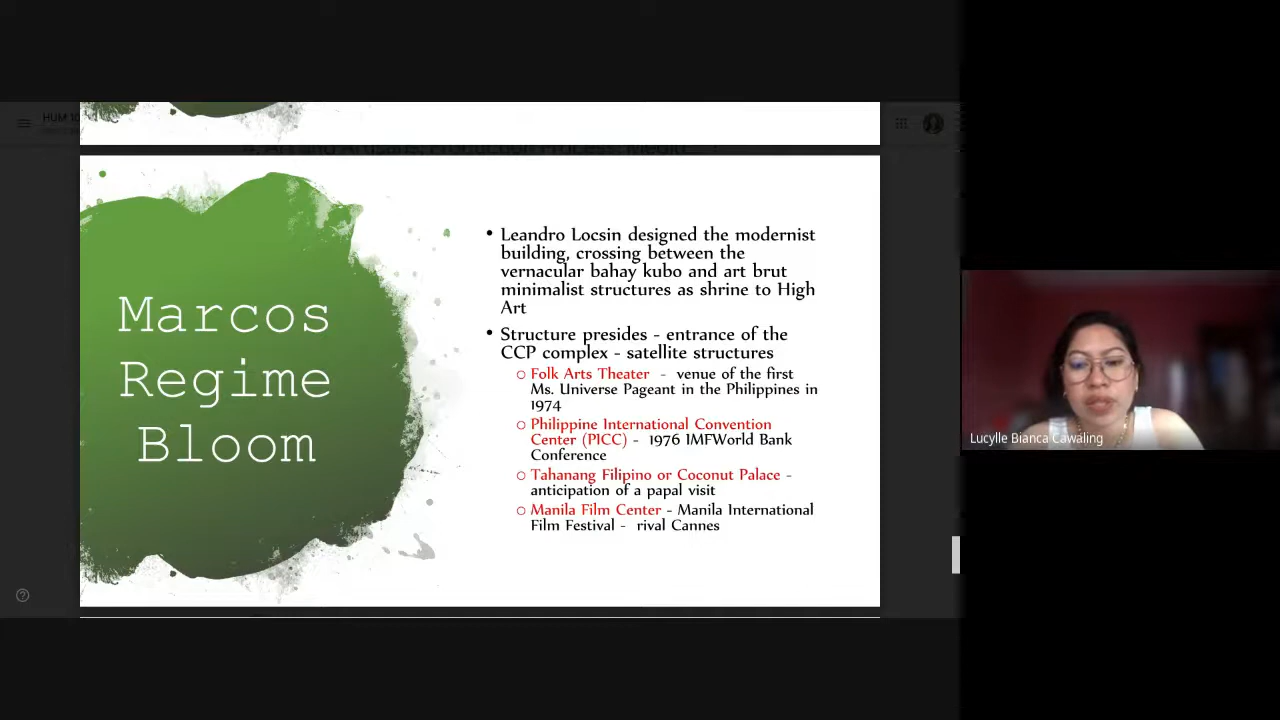 HUM 10
Marcos
Regime
Bloom
• Leandro Locsin designed the modernist
building, crossing between the
vernacular bahay kubo and art brut
minimalist structures as shrine to High
Art
• Structure presides - entrance of the
CCP complex - satellite structures
○ Folk Arts Theater - venue of the first
Ms. Universe Pageant in the Philippines in
1974
○ Philippine International Convention
Center (PICC) - 1976 IMFWorld Bank
Conference
○ Tahanang Filipino or Coconut Palace -
anticipation of a papal visit
○ Manila Film Center - Manila International
Film Festival - rival Cannes
Lucylle Bianca Cawaling